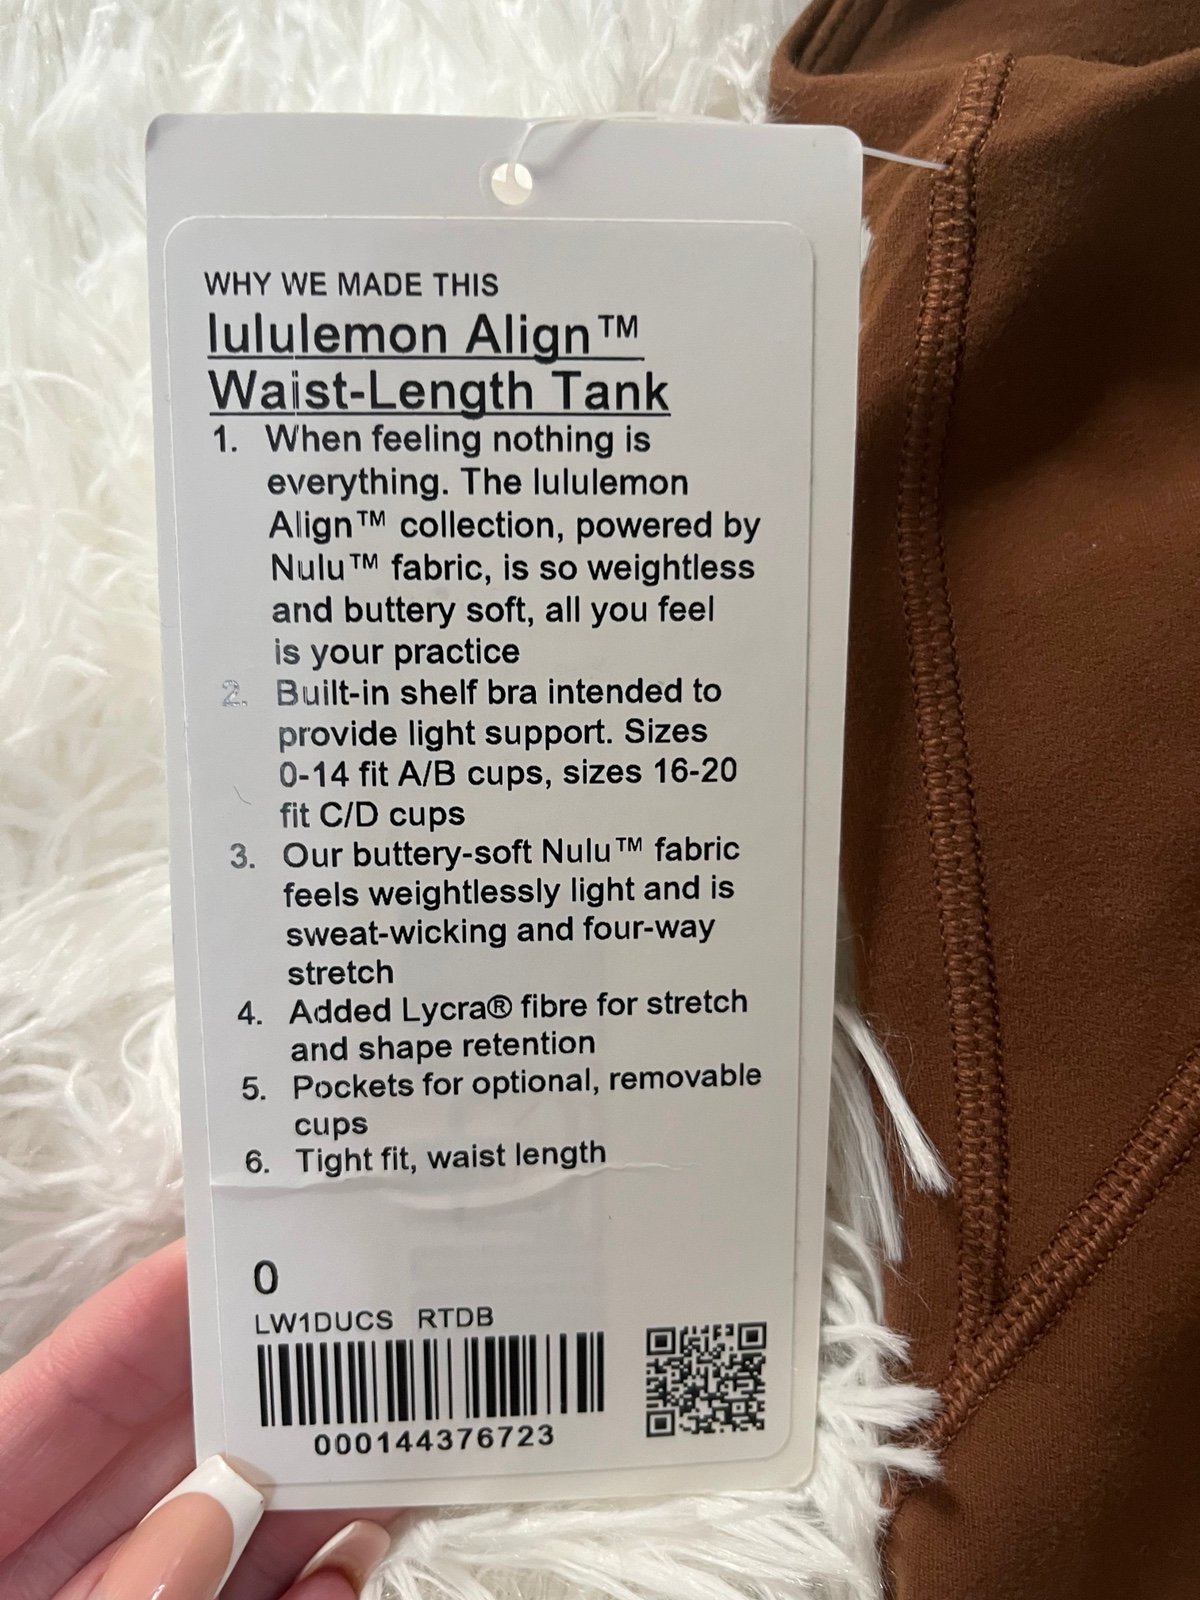 WHY WE MADE THIS
lululemon Align™
Waist-Length Tank
1. When feeling nothing is
everything. The lululemon
Align™ collection, powered by
Nulu™ fabric, is so weightless
and buttery soft, all you feel
is your practice
2. Built-in shelf bra intended to
provide light support. Sizes
0-14 fit A/B cups, sizes 16-20
fit C/D cups
3. Our buttery-soft Nulu™ fabric
feels weightlessly light and is
sweat-wicking and four-way
stretch
4. Added Lycra® fibre for stretch
and shape retention
5. Pockets for optional, removable
cups
6. Tight fit, waist length
0
LW1DUCS RTDB
000144376723